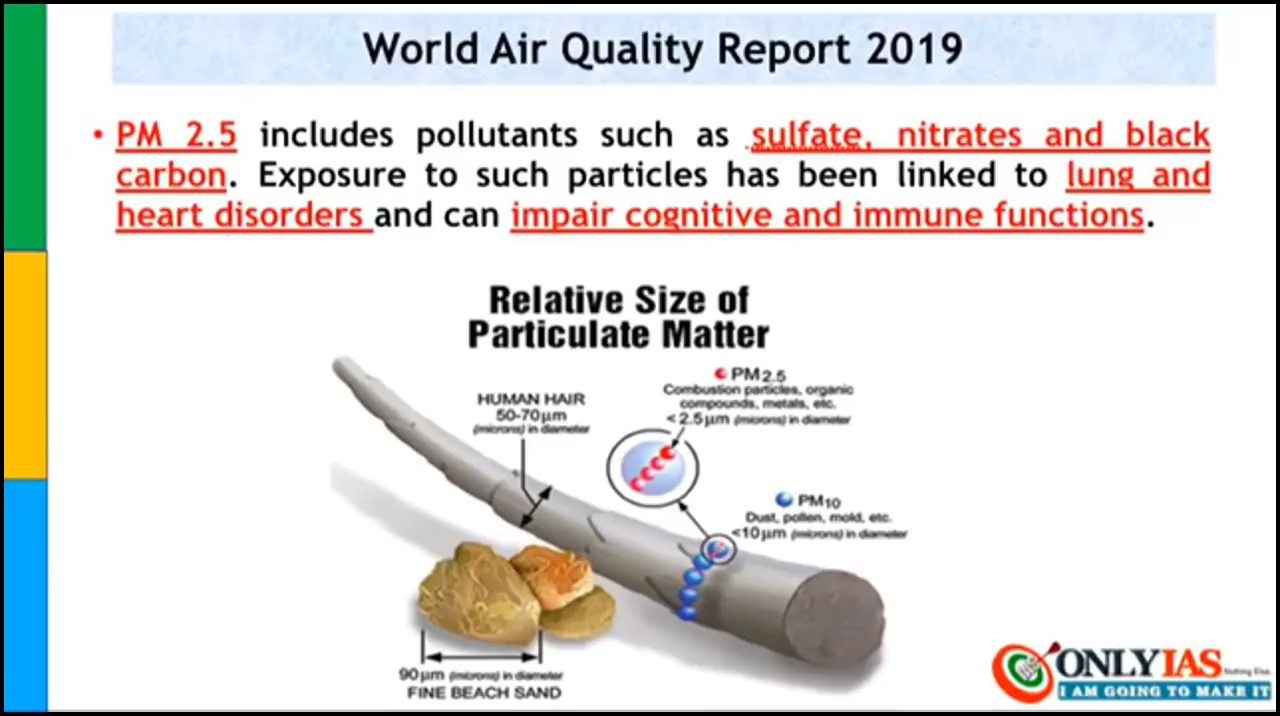 World Air Quality Report 2019
• PM 2.5 includes pollutants such as sulfate, nitrates and black
carbon. Exposure to such particles has been linked to lung and
heart disorders and can impair cognitive and immune functions.
Relative Size of
Particulate Matter
HUMAN HAIR
50-70μm
(microns) in diameter
PM2.5
Combustion particles, organic
compounds, metals, etc.
<2.5μm (microns) in diameter
PM10
Dust, pollen, mold, etc.
<10μm (microns) in diameter
90μm (microns) in diameter
FINE BEACH SAND
ONLYIAS
Nothing Else..
I AM GOING TO MAKE IT